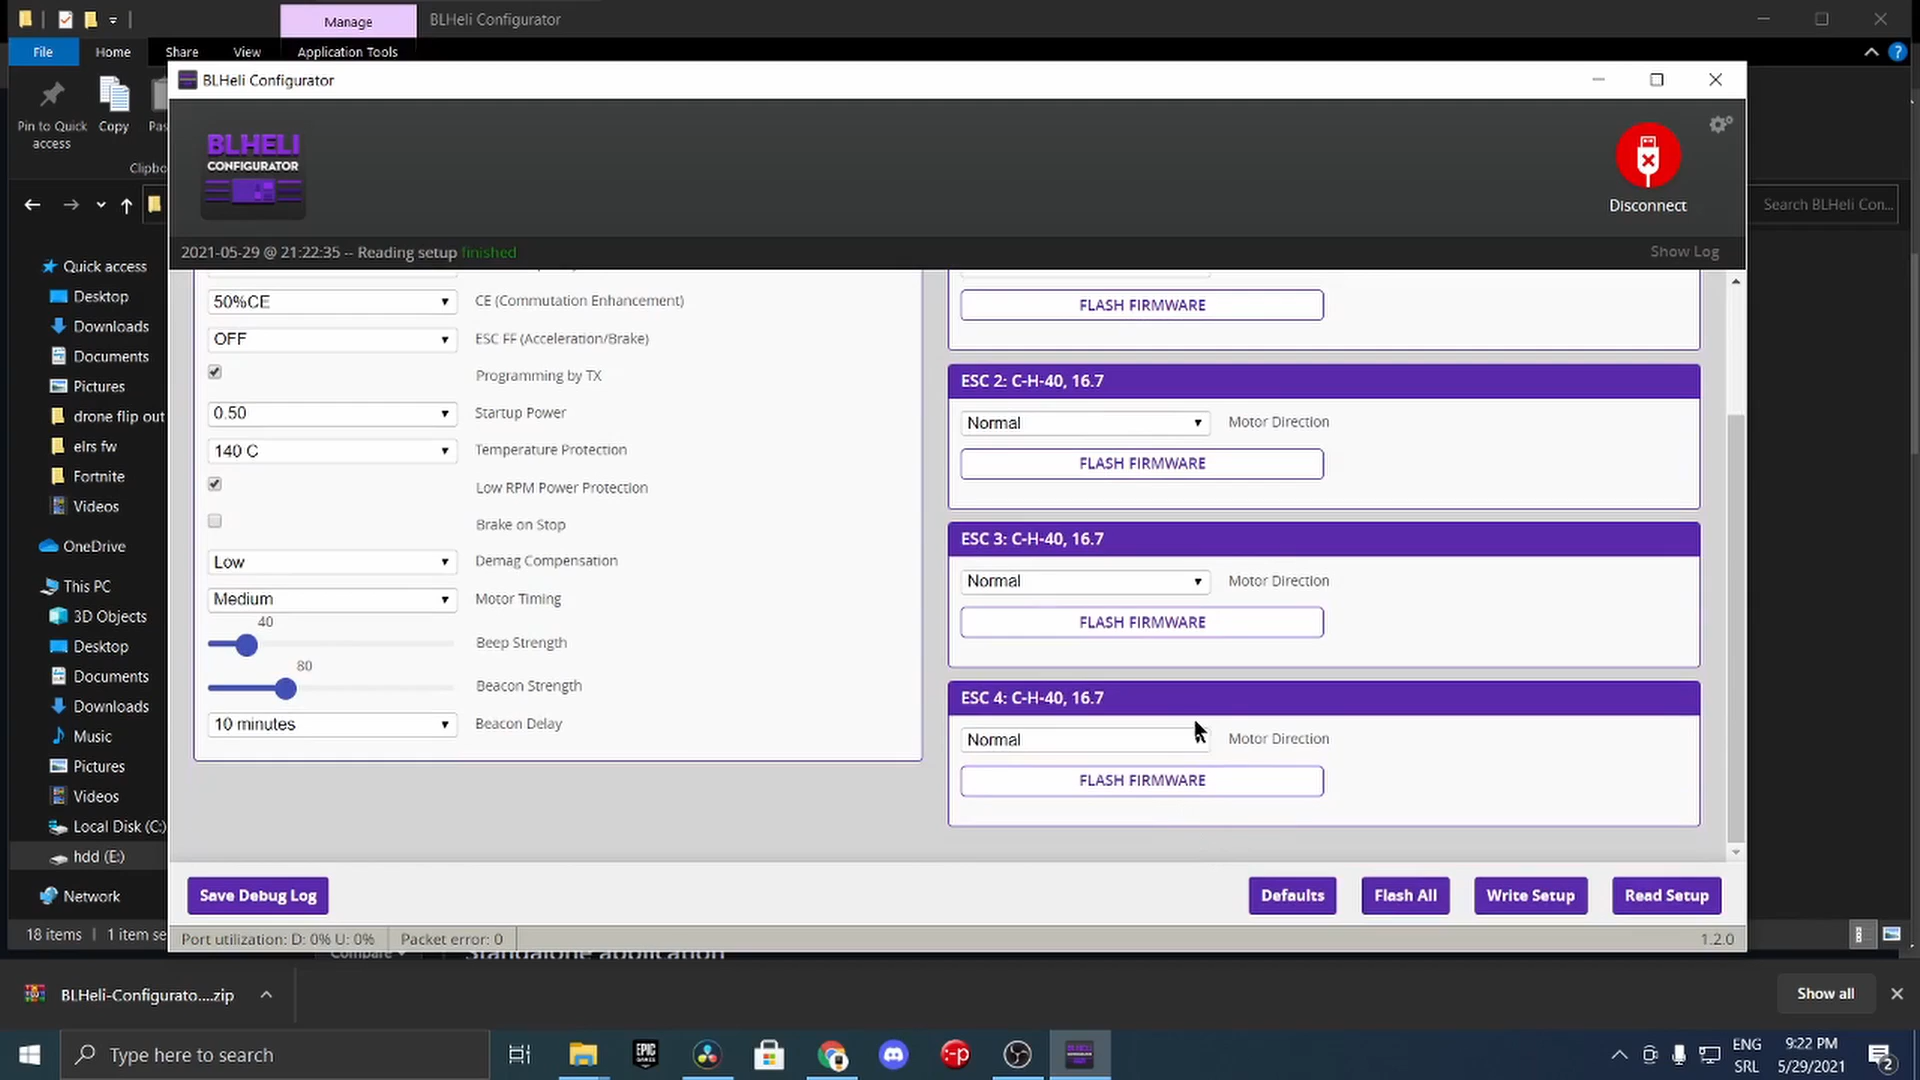 Manage
BLHeli Configurator
File
Home
Share
View
Application Tools
BLHeli Configurator
Pin to Quick access
Copy
Clipbo
BLHELI
CONFIGURATOR
Disconnect
2021-05-29 @ 21:22:35 -- Reading setup finished
Show Log
Search BLHeli Con...
Quick access
Desktop
Downloads
Documents
Pictures
drone flip out
elrs fw
Fortnite
Videos
OneDrive
This PC
3D Objects
Desktop
Documents
Downloads
Music
Pictures
Videos
Local Disk (C:)
hdd (E:)
Network
18 items
1 item se
50%CE CE (Commutation Enhancement)
OFF ESC FF (Acceleration/Brake)
Programming by TX
0.50 Startup Power
140 C Temperature Protection
Low RPM Power Protection
Brake on Stop
Low Demag Compensation
Medium Motor Timing
40
Beep Strength
80
Beacon Strength
10 minutes Beacon Delay
FLASH FIRMWARE
ESC 2: C-H-40, 16.7
Normal Motor Direction
FLASH FIRMWARE
ESC 3: C-H-40, 16.7
Normal Motor Direction
FLASH FIRMWARE
ESC 4: C-H-40, 16.7
Normal Motor Direction
FLASH FIRMWARE
Save Debug Log
Defaults
Flash All
Write Setup
Read Setup
Port utilization: D: 0% U: 0%
Packet error: 0
1.2.0
Compare
Standalone application
BLHeli-Configurato....zip
Show all
Type here to search
EPIC
GAMES
ENG
SRL
9:22 PM
5/29/2021
2